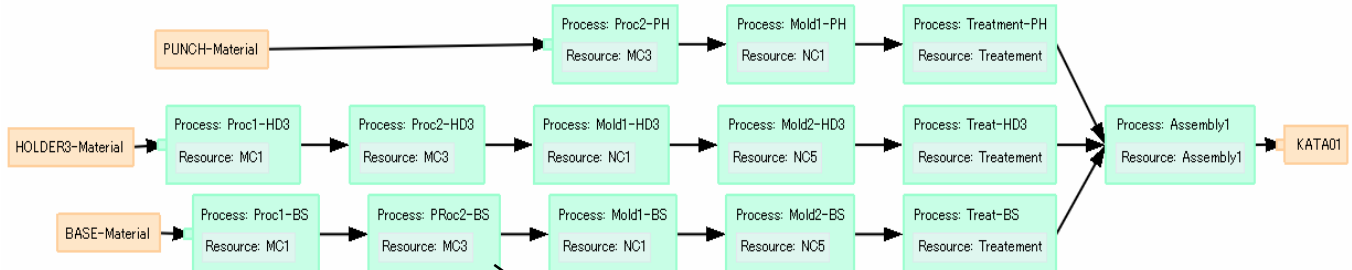 PUNCH-Material
Process: Proc2-PH
Resource: MC3
Process: Mold1-PH
Resource: NC1
Process: Treatment-PH
Resource: Treatement
HOLDER3-Material
Process: Proc1-HD3
Resource: MC1
Process: Proc2-HD3
Resource: MC3
Process: Mold1-HD3
Resource: NC1
Process: Mold2-HD3
Resource: NC5
Process: Treat-HD3
Resource: Treatement
Process: Assembly1
Resource: Assembly1
KATA01
BASE-Material
Process: Proc1-BS
Resource: MC1
Process: PRoc2-BS
Resource: MC3
Process: Mold1-BS
Resource: NC1
Process: Mold2-BS
Resource: NC5
Process: Treat-BS
Resource: Treatement